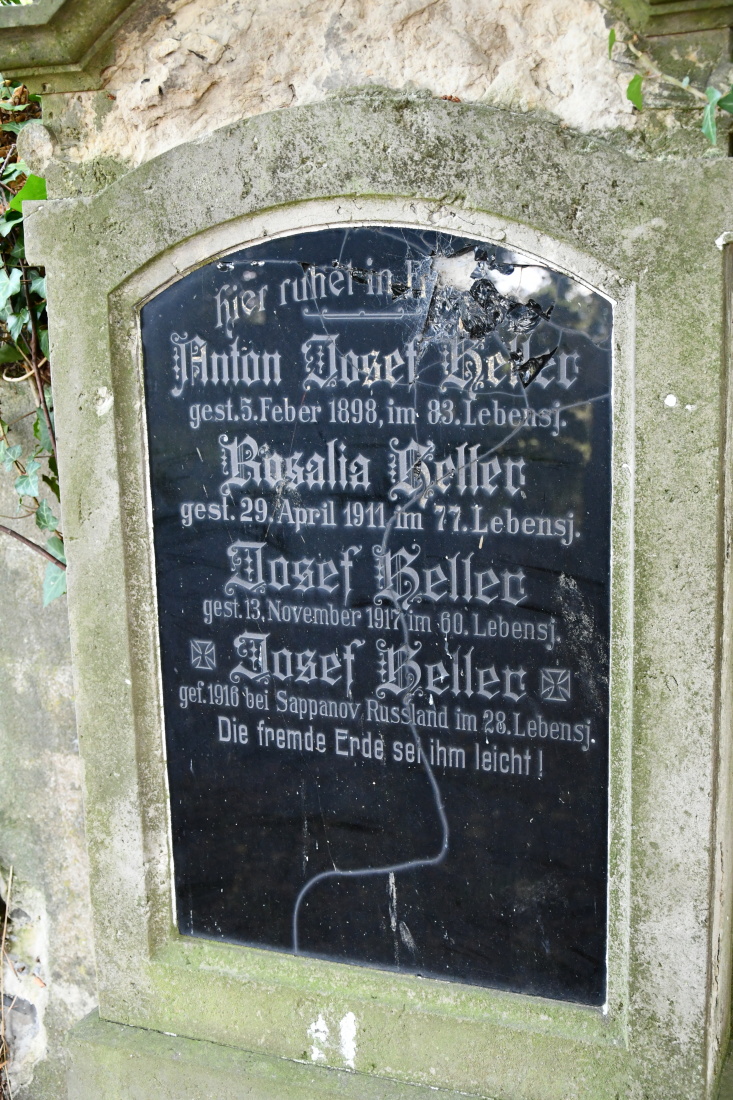 hier ruhet in
Anton Josef Heller
gest. 5. Feber 1898, im 83. Lebensj.
Rosalia Heller
gest. 29. April 1911 im 77. Lebensj.
Josef Heller
gest. 13. November 1917 im 60. Lebensj.
Josef Heller
gef. 1916 bei Sappanov Russland im 28. Lebensj.
Die fremde Erde sei ihm leicht!